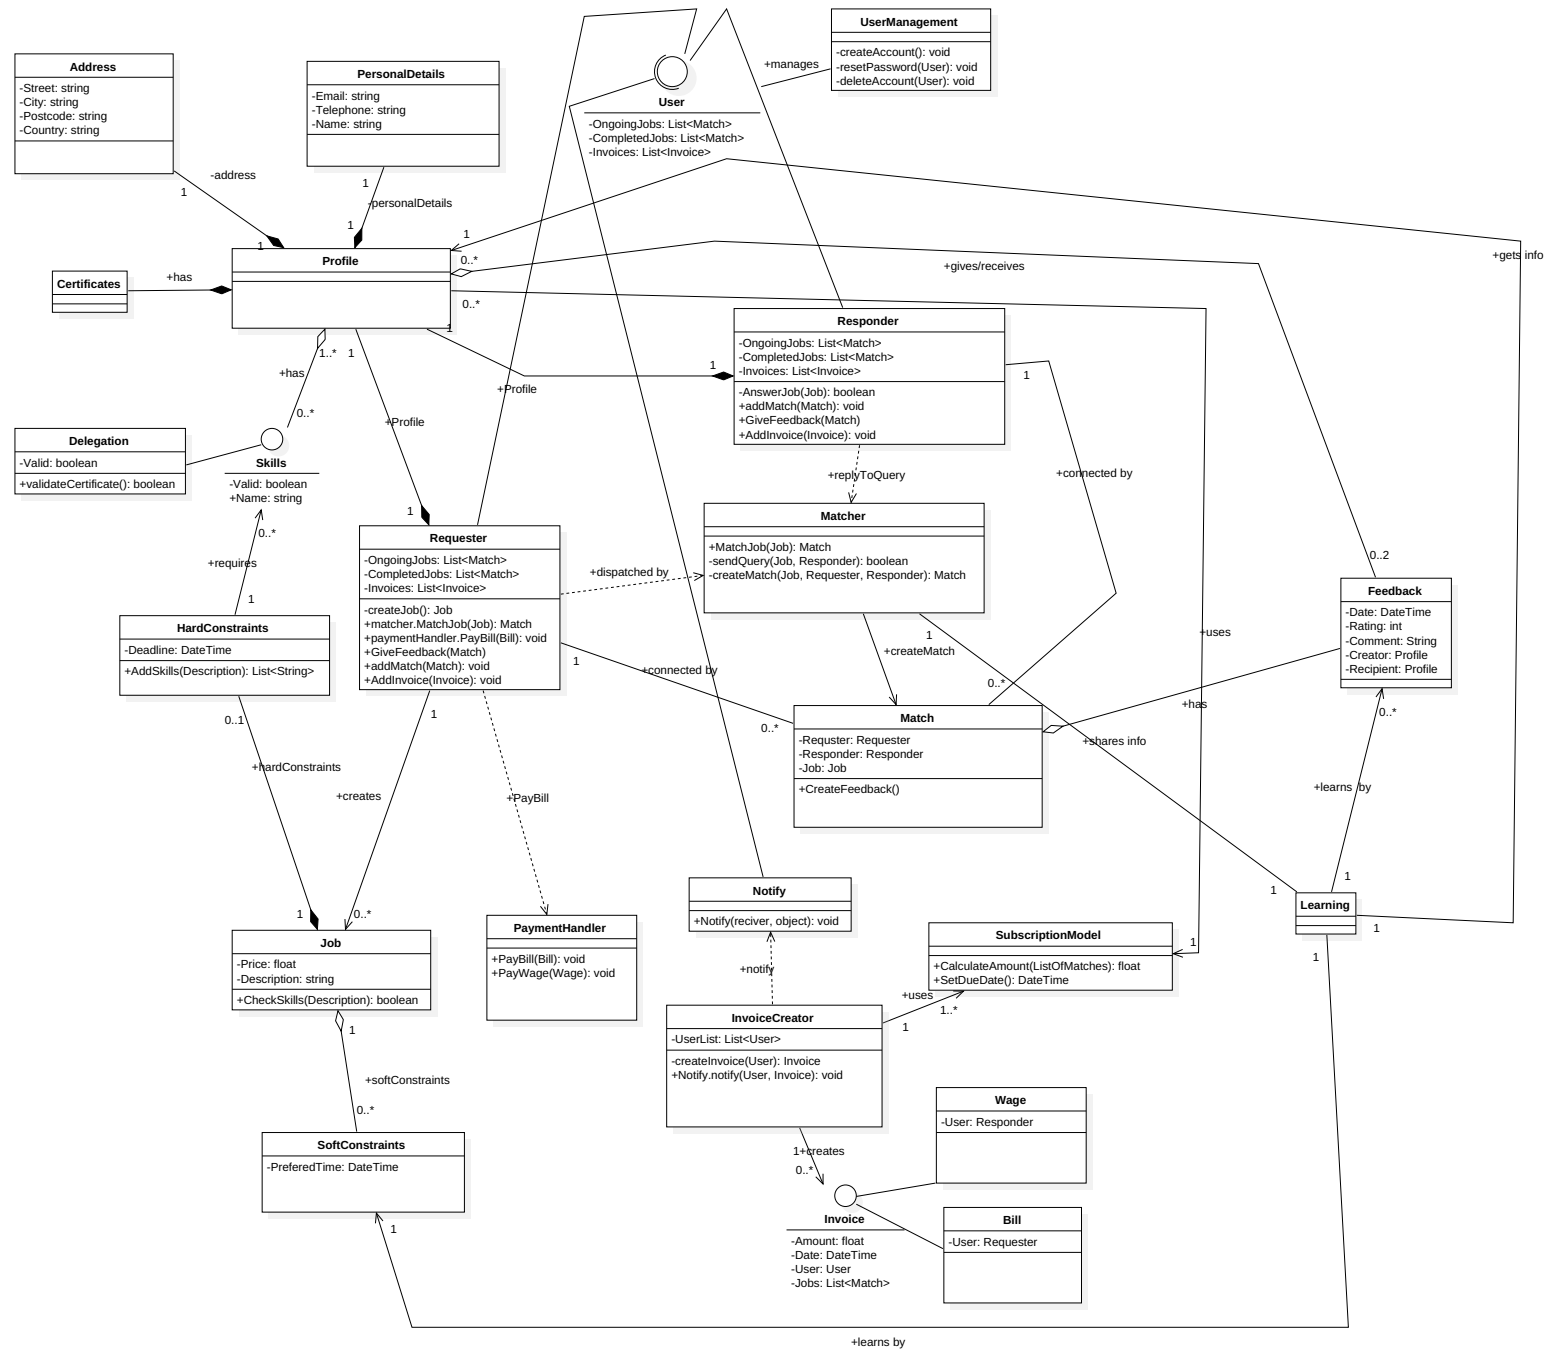 UserManagement
-createAccount(): void
-resetPassword(User): void
-deleteAccount(User): void
+manages
Address
-Street: string
-City: string
-Postcode: string
-Country: string
PersonalDetails
-Email: string
-Telephone: string
-Name: string
User
-OngoingJobs: List<Match>
-CompletedJobs: List<Match>
-Invoices: List<Invoice>
-address
1
1
1
-personalDetails
1
1
0..*
+gives/receives
+gets info
Profile
Certificates
+has
0..*
1
1..*
1
+has
0..*
+Profile
+Profile
1
1
Responder
-OngoingJobs: List<Match>
-CompletedJobs: List<Match>
-Invoices: List<Invoice>
-AnswerJob(Job): boolean
+addMatch(Match): void
+GiveFeedback(Match)
+AddInvoice(Invoice): void
1
+connected by
+replyToQuery
Delegation
-Valid: boolean
+validateCertificate(): boolean
Skills
-Valid: boolean
+Name: string
0..*
+requires
1
Requester
-OngoingJobs: List<Match>
-CompletedJobs: List<Match>
-Invoices: List<Invoice>
-createJob(): Job
+matcher.MatchJob(Job): Match
+paymentHandler.PayBill(Bill): void
+GiveFeedback(Match)
+addMatch(Match): void
+AddInvoice(Invoice): void
+dispatched by
Matcher
+MatchJob(Job): Match
-sendQuery(Job, Responder): boolean
-createMatch(Job, Requester, Responder): Match
0..2
Feedback
-Date: DateTime
-Rating: int
-Comment: String
-Creator: Profile
-Recipient: Profile
+uses
HardConstraints
-Deadline: DateTime
+AddSkills(Description): List<String>
1
+createMatch
1
+connected by
0..*
0..*
+has
0..*
Match
-Requster: Requester
-Responder: Responder
-Job: Job
+CreateFeedback()
+shares info
0..1
1
+hardConstraints
+creates
+PayBill
+learns  by
1
0..*
1
1
Notify
+Notify(reciver, object): void
Learning
1
1
Job
-Price: float
-Description: string
+CheckSkills(Description): boolean
PaymentHandler
+PayBill(Bill): void
+PayWage(Wage): void
SubscriptionModel
+CalculateAmount(ListOfMatches): float
+SetDueDate(): DateTime
1
+notify
+uses
1..*
1
InvoiceCreator
-UserList: List<User>
-createInvoice(User): Invoice
+Notify.notify(User, Invoice): void
1
+softConstraints
0..*
SoftConstraints
-PreferedTime: DateTime
1
Wage
-User: Responder
1+creates
0..*
Invoice
-Amount: float
-Date: DateTime
-User: User
-Jobs: List<Match>
Bill
-User: Requester
+learns by